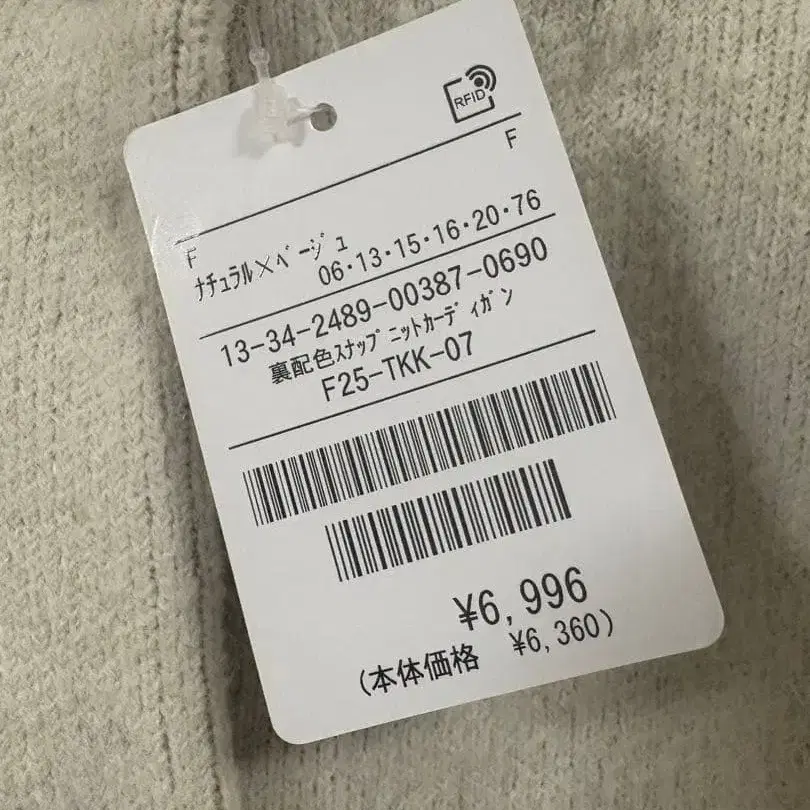 RFID
F
F
ﾅﾁｭﾗﾙ×ﾍﾞｰｼﾞｭ
06･13･15･16･20･76
13-34-2489-00387-0690
裏配色ｽﾅｯﾌﾟﾆｯﾄｶｰﾃﾞｨｶﾞﾝ
F25-TKK-07
¥6,996
(本体価格 ¥6,360)